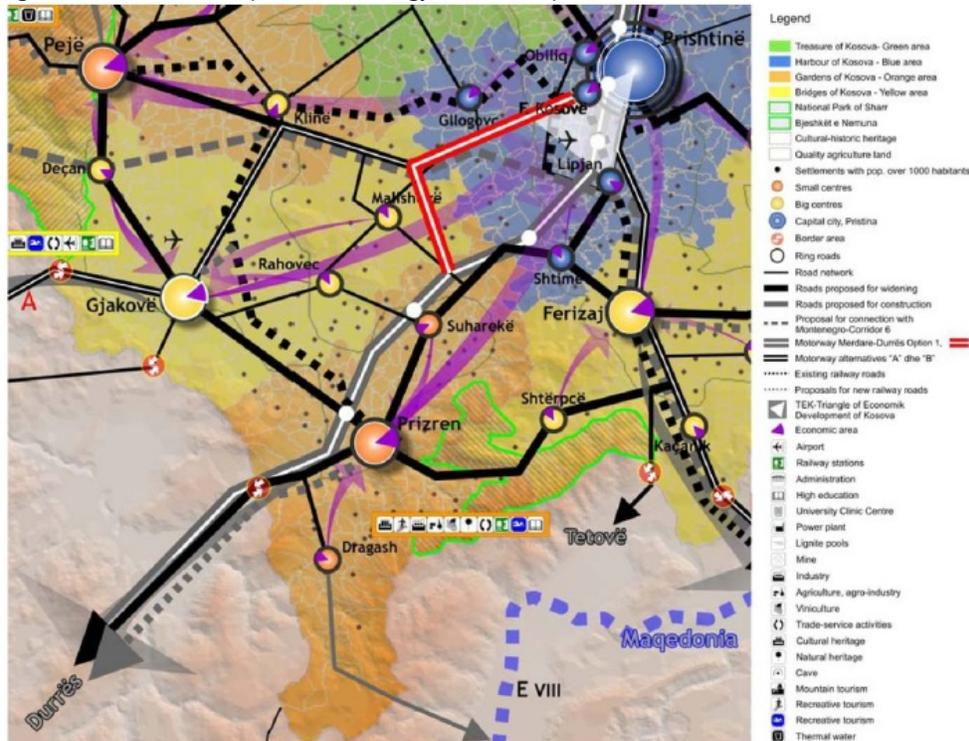 Prishtinë
Pejë
Obiliq
F. Kosovë
Klinë
Gllogovc
Lipjan
Deçan
Mallshevë
Rahovec
A
Gjakovë
Shtime
Suharekë
Ferizaj
Shtërpcë
Prizren
Kaçanik
Tetovë
Dragash
Maqedonia
E VIII
Durrës
Legend
Treasure of Kosova- Green area
Harbour of Kosova - Blue area
Gardens of Kosova - Orange area
Bridges of Kosova - Yellow area
National Park of Sharr
Bjeshkët e Nemuna
Cultural-historic heritage
Quality agriculture land
Settlements with pop. over 1000 habitants
Small centres
Big centres
Capital city, Pristina
Border area
Ring roads
Road network
Roads proposed for widening
Roads proposed for construction
Proposal for connection with
Montenegro-Corridor 6
Motorway Merdare-Durrës Option 1,
Motorway alternatives "A" dhe "B"
Existing railway roads
Proposals for new railway roads
TEK-Triangle of Economik
Development of Kosova
Economic area
Airport
Railway stations
Administration
High education
University Clinic Centre
Power plant
Lignite pools
Mine
Industry
Agriculture, agro-industry
Viniculture
Trade-service activities
Cultural heritage
Natural heritage
Cave
Mountain tourism
Recreative tourism
Recreative tourism
Thermal water